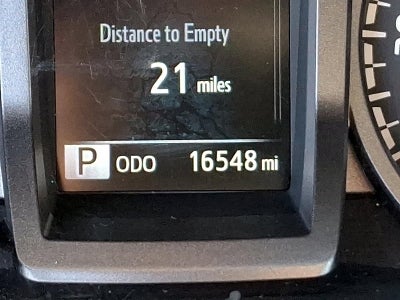 Distance to Empty
21 miles
P ODO 16548 mi